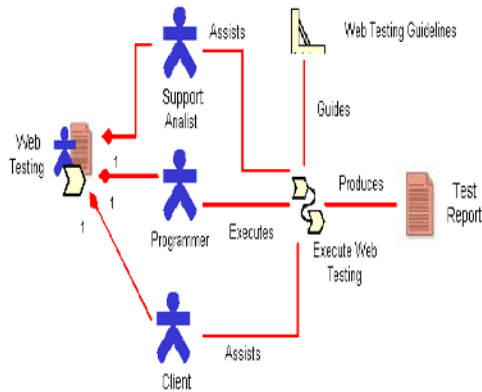 Assists
Web Testing Guidelines
Support
Analist
Guides
Web
Testing
1
1
1
Programmer
Executes
Produces
Test
Report
Execute Web
Testing
Assists
Client